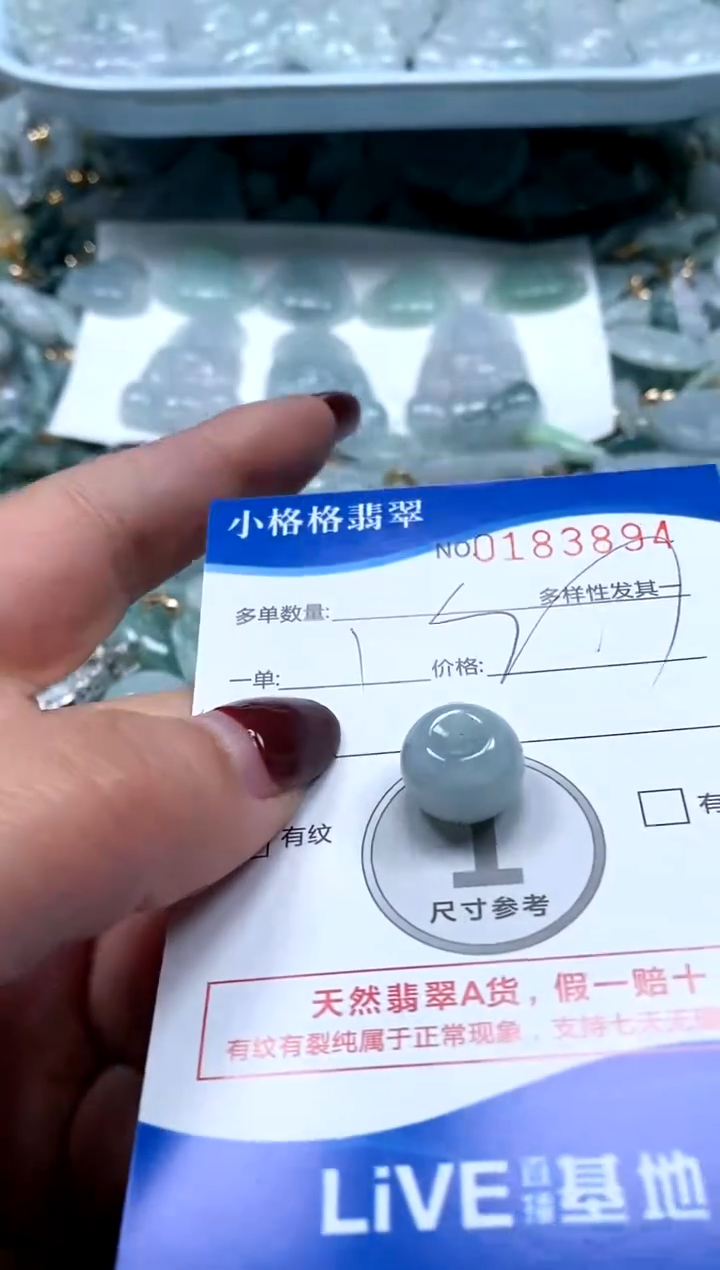 小格格翡翠
NO0183894
多单数量:
多样性发其一
一单: 1 价格:
有纹
有
1
尺寸参考
天然翡翠A货，假一赔十
有纹有裂纯属于正常现象，支持七天无
LiVE直播基地